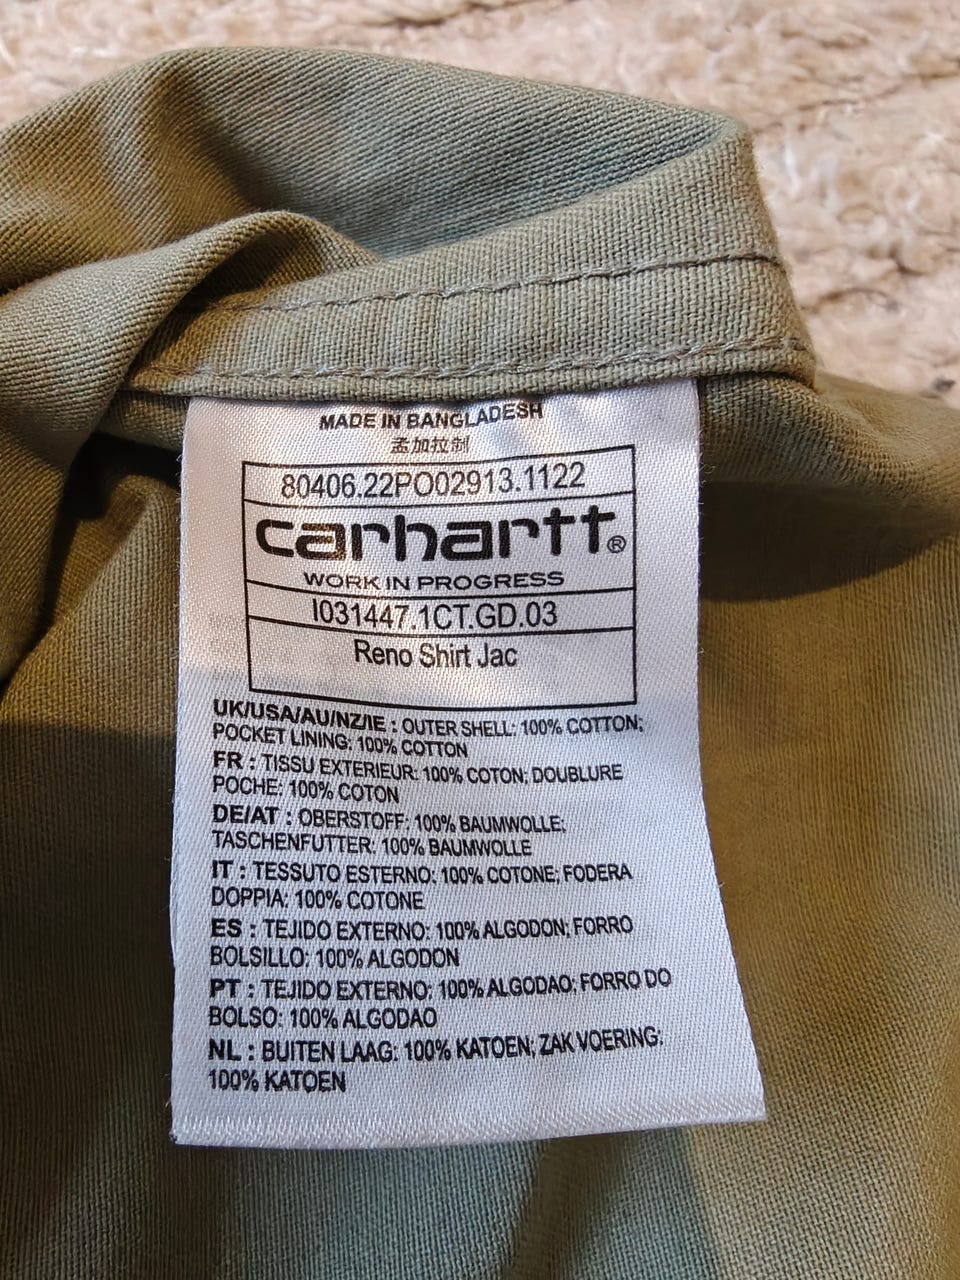 MADE IN BANGLADESH
孟加拉制
80406.22PO02913.1122
carhartt®
WORK IN PROGRESS
I031447.1CT.GD.03
Reno Shirt Jac
UK/USA/AU/NZ/IE : OUTER SHELL: 100% COTTON;
POCKET LINING: 100% COTTON
FR : TISSU EXTERIEUR: 100% COTON; DOUBLURE
POCHE: 100% COTON
DE/AT : OBERSTOFF: 100% BAUMWOLLE;
TASCHENFUTTER: 100% BAUMWOLLE
IT : TESSUTO ESTERNO: 100% COTONE; FODERA
DOPPIA: 100% COTONE
ES : TEJIDO EXTERNO: 100% ALGODON; FORRO
BOLSILLO: 100% ALGODON
PT : TEJIDO EXTERNO: 100% ALGODAO; FORRO DO
BOLSO: 100% ALGODAO
NL : BUITEN LAAG: 100% KATOEN; ZAK VOERING:
100% KATOEN